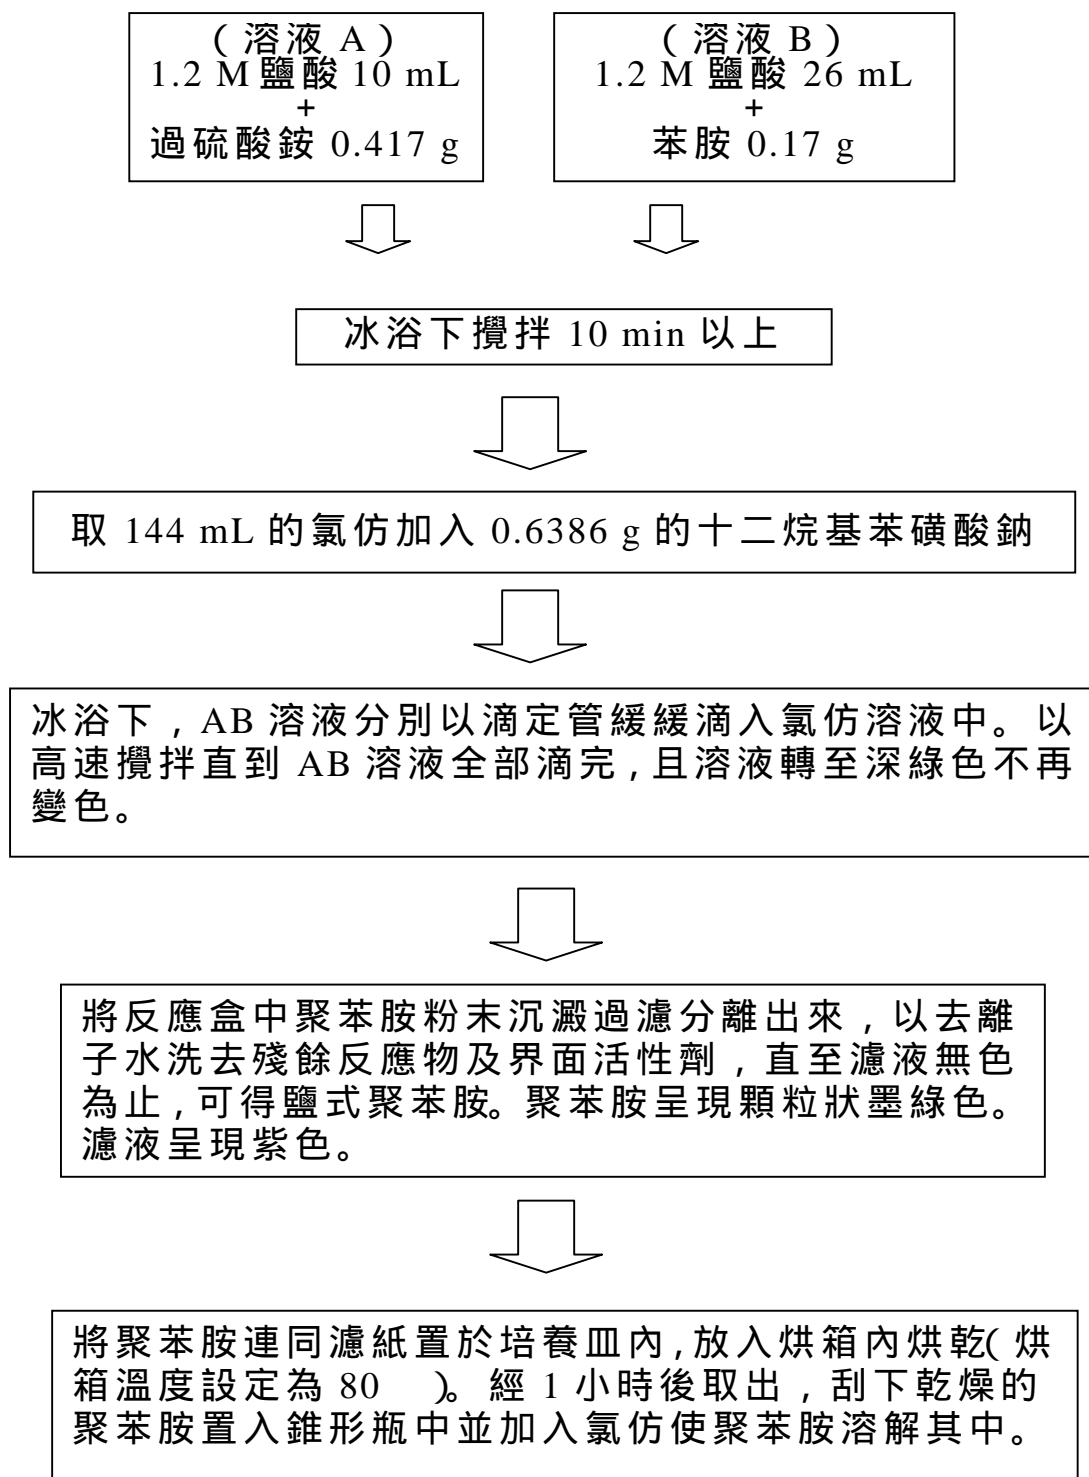 （溶液 A）
1.2 M 鹽酸 10 mL
+
過硫酸銨 0.417 g
（溶液 B）
1.2 M 鹽酸 26 mL
+
苯胺 0.17 g
冰浴下攪拌 10 min 以上
取 144 mL 的氯仿加入 0.6386 g 的十二烷基苯磺酸鈉
冰浴下，AB 溶液分別以滴定管緩緩滴入氯仿溶液中。以
高速攪拌直到 AB 溶液全部滴完，且溶液轉至深綠色不再
變色。
將反應盒中聚苯胺粉末沉澱過濾分離出來，以去離
子水洗去殘餘反應物及界面活性劑，直至濾液無色
為止，可得鹽式聚苯胺。聚苯胺呈現顆粒狀墨綠色。
濾液呈現紫色。
將聚苯胺連同濾紙置於培養皿內，放入烘箱內烘乾（烘
箱溫度設定為 80　）。經 1 小時後取出，刮下乾燥的
聚苯胺置入錐形瓶中並加入氯仿使聚苯胺溶解其中。